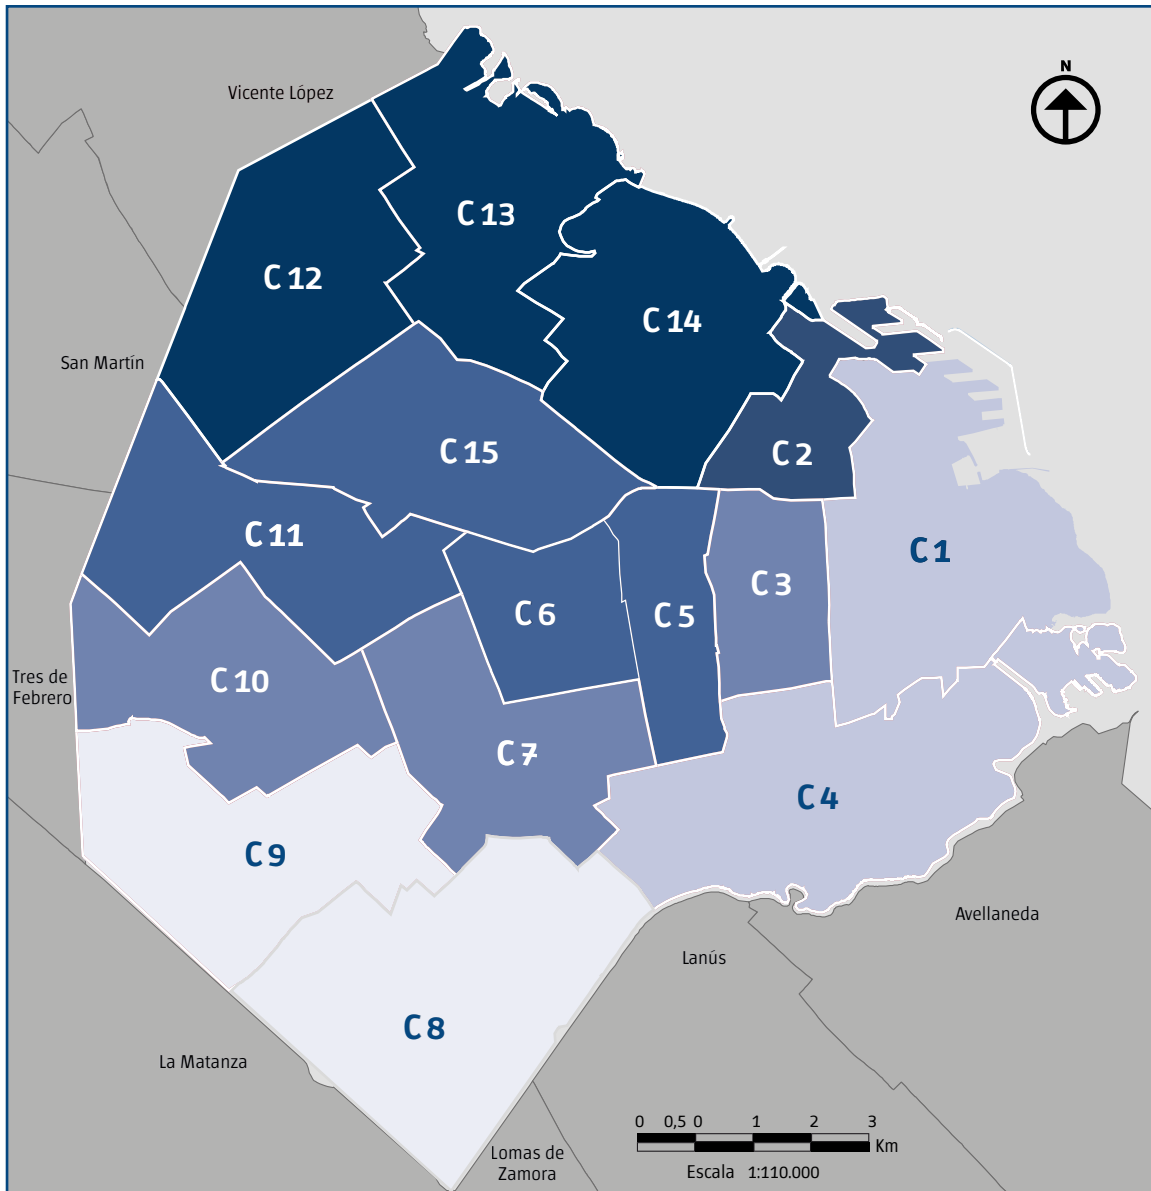 N
Vicente López
C 13
C 12
C 14
San Martín
C 15
C 2
C 11
C 1
C 3
C 6
C 5
Tres de
Febrero
C 10
C 7
C 4
C 9
Avellaneda
Lanús
C 8
La Matanza
0 0,5 0 1 2 3
Km
Lomas de
Zamora
Escala 1:110.000